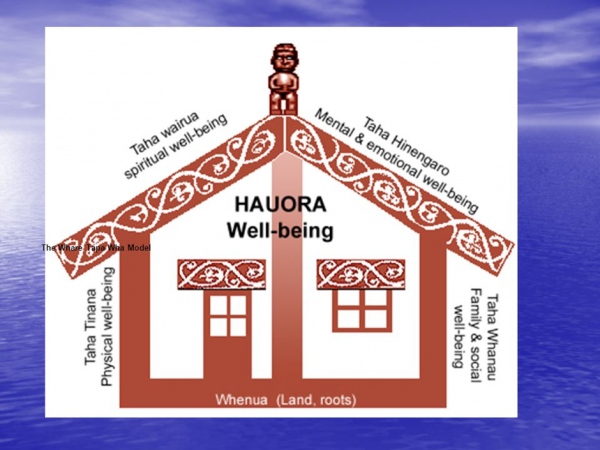 Taha wairua
spiritual well-being
Taha Hinengaro
Mental & emotional well-being
HAUORA
Well-being
The Whare Tapa Wha Model
Taha Tinana
Physical well-being
Taha Whanau
Family & social
well-being
Whenua (Land, roots)